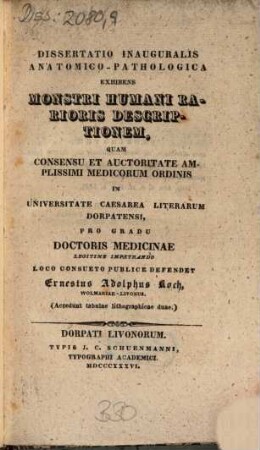 Diss: 2080,9
DISSERTATIO INAUGURALIS
ANATOMICO-PATHOLOGICA
EXHIBENS
MONSTRI HUMANI RA-
RIORIS DESCRIP-
TIONEM,
QUAM
CONSENSU ET AUCTORITATE AM-
PLISSIMI MEDICORUM ORDINIS
IN
UNIVERSITATE CAESAREA LITERARUM
DORPATENSI,
PRO GRADU
DOCTORIS MEDICINAE
LEGITIME IMPETRANDO
LOCO CONSUETO PUBLICE DEFENDET
Ernestus Adolphus Koch,
WOLMARIAE-LIVONUS.
(Accedunt tabulae lithographicae duae.)
DORPATI LIVONORUM.
TYPIS J. C. SCHUENMANNI,
TYPOGRAPHI ACADEMICI.
MDCCCXXXVI.